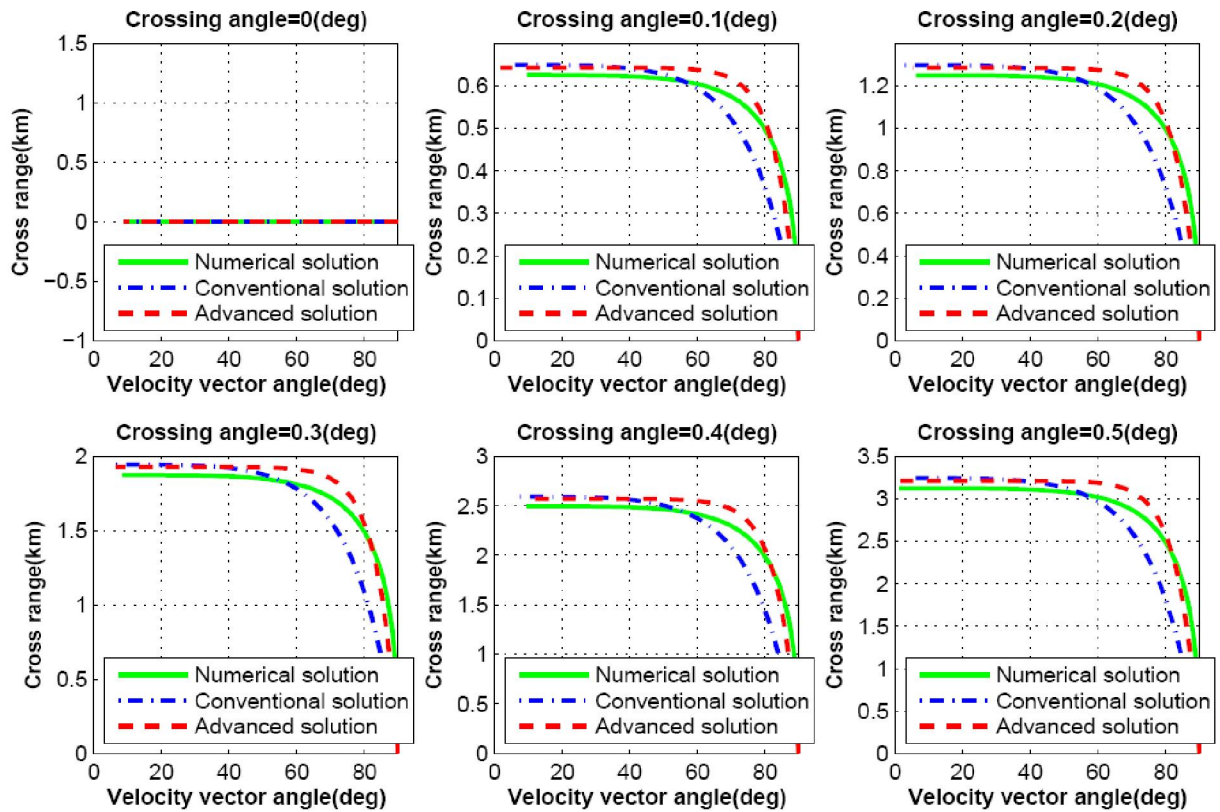 Crossing angle=0(deg)
1.5
1
0.5
0
−0.5
−1
Cross range(km)
Numerical solution
Conventional solution
Advanced solution
0 20 40 60 80
Velocity vector angle(deg)
Crossing angle=0.1(deg)
0.6
0.5
0.4
0.3
0.2
0.1
0
Cross range(km)
Numerical solution
Conventional solution
Advanced solution
0 20 40 60 80
Velocity vector angle(deg)
Crossing angle=0.2(deg)
1.2
1
0.8
0.6
0.4
0.2
0
Cross range(km)
Numerical solution
Conventional solution
Advanced solution
0 20 40 60 80
Velocity vector angle(deg)
Crossing angle=0.3(deg)
2
1.5
1
0.5
0
Cross range(km)
Numerical solution
Conventional solution
Advanced solution
0 20 40 60 80
Velocity vector angle(deg)
Crossing angle=0.4(deg)
3
2.5
2
1.5
1
0.5
0
Cross range(km)
Numerical solution
Conventional solution
Advanced solution
0 20 40 60 80
Velocity vector angle(deg)
Crossing angle=0.5(deg)
3.5
3
2.5
2
1.5
1
0.5
0
Cross range(km)
Numerical solution
Conventional solution
Advanced solution
0 20 40 60 80
Velocity vector angle(deg)